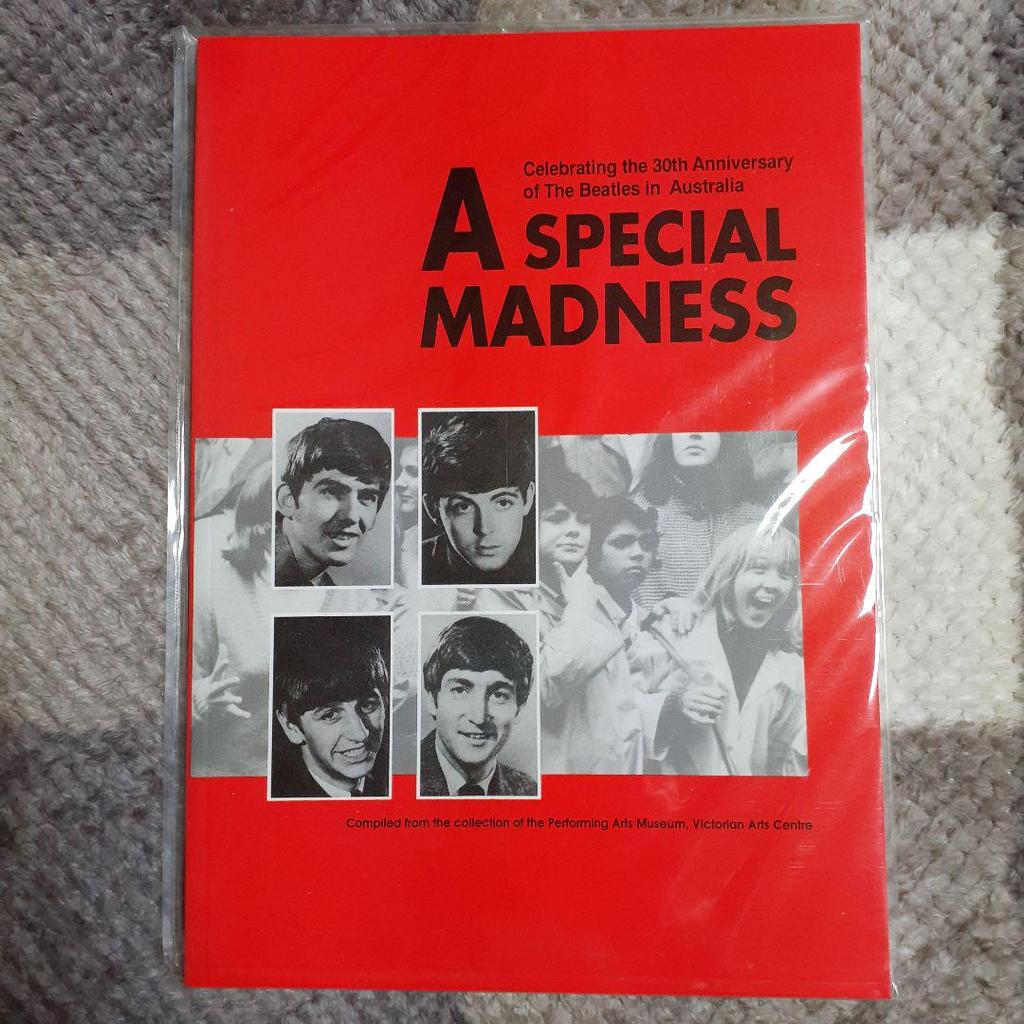 Celebrating the 30th Anniversary
of The Beatles in Australia
A SPECIAL
MADNESS
Compiled from the collection of the Performing Arts Museum, Victorian Arts Centre